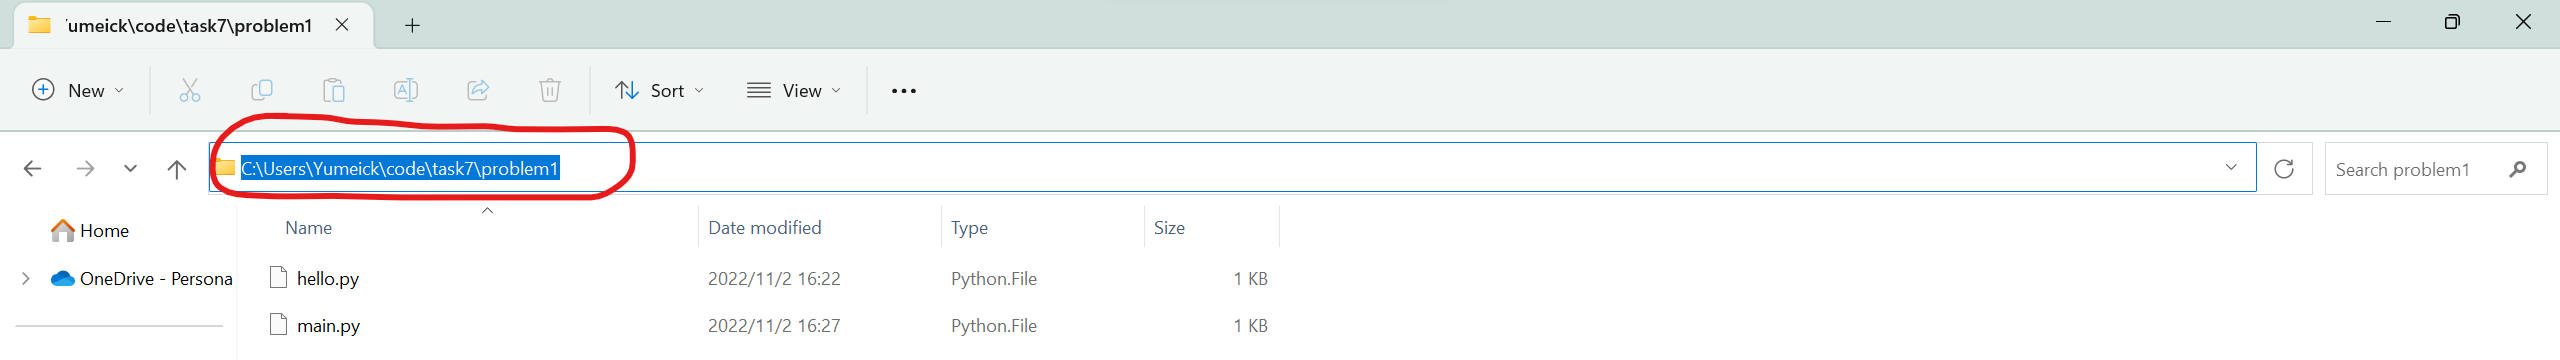 'umeick\code\task7\problem1
New
Sort
View
C:\Users\Yumeick\code\task7\problem1
Search problem1
Home
Name Date modified Type Size
OneDrive - Persona
hello.py 2022/11/2 16:22 Python.File 1 KB
main.py 2022/11/2 16:27 Python.File 1 KB